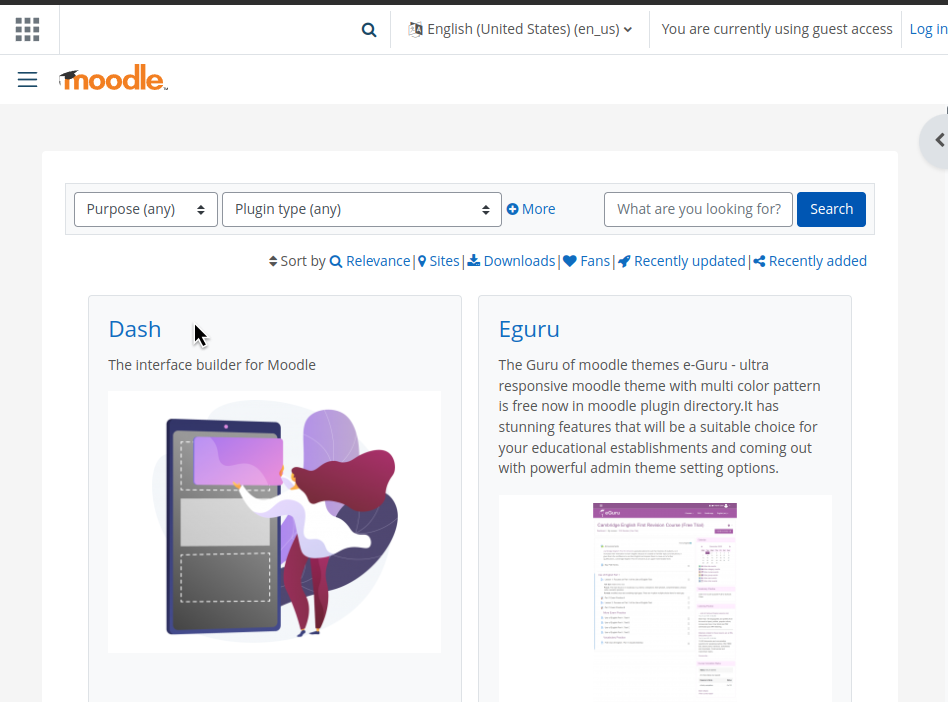 English (United States) (en_us)
You are currently using guest access
Log in
moodle
Purpose (any)
Plugin type (any)
More
What are you looking for?
Search
Sort by Relevance| Sites| Downloads| Fans| Recently updated| Recently added
Dash
The interface builder for Moodle
Eguru
The Guru of moodle themes e-Guru - ultra
responsive moodle theme with multi color pattern
is free now in moodle plugin directory.It has
stunning features that will be a suitable choice for
your educational establishments and coming out
with powerful admin theme setting options.
eGuru
Cambridge English First Revision Course (Free Trial)